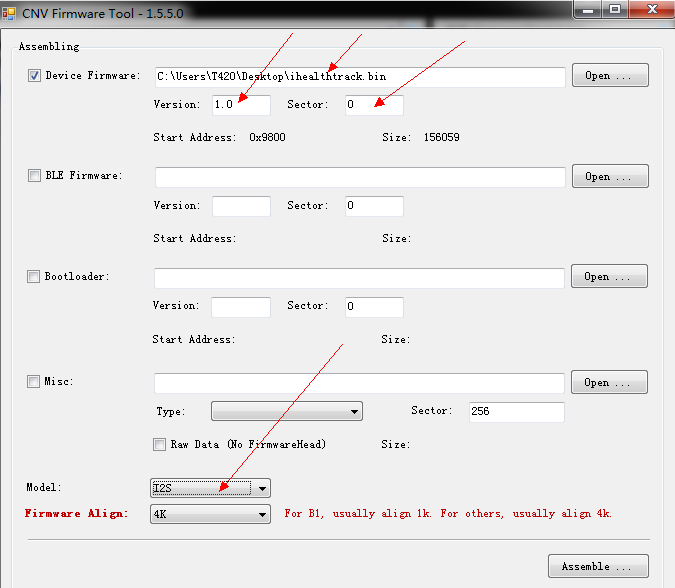 CNV Firmware Tool - 1.5.5.0
Assembling
Device Firmware: C:\Users\T420\Desktop\ihealthtrack.bin Open ...
Version: 1.0 Sector: 0
Start Address: 0x9800 Size: 156059
BLE Firmware: Open ...
Version: Sector: 0
Start Address: Size:
Bootloader: Open ...
Version: Sector: 0
Start Address: Size:
Misc: Open ...
Type: Sector: 256
Raw Data (No FirmwareHead) Size:
Model: I2S
Firmware Align: 4K For B1, usually align 1k. For others, usually align 4k.
Assemble ...